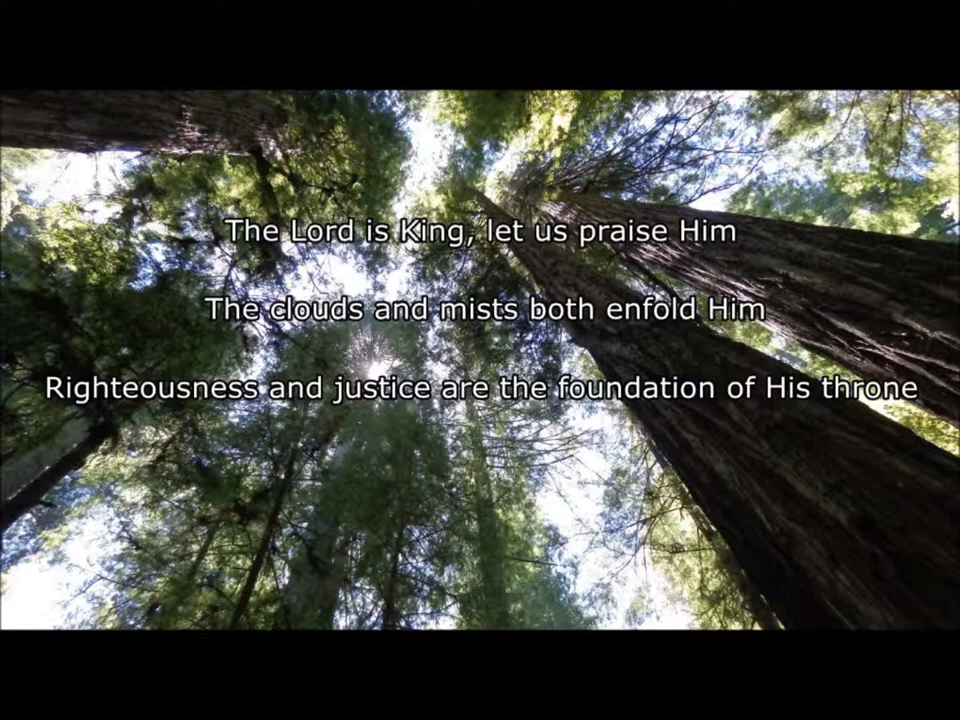 The Lord is King, let us praise Him
The clouds and mists both enfold Him
Righteousness and justice are the foundation of His throne